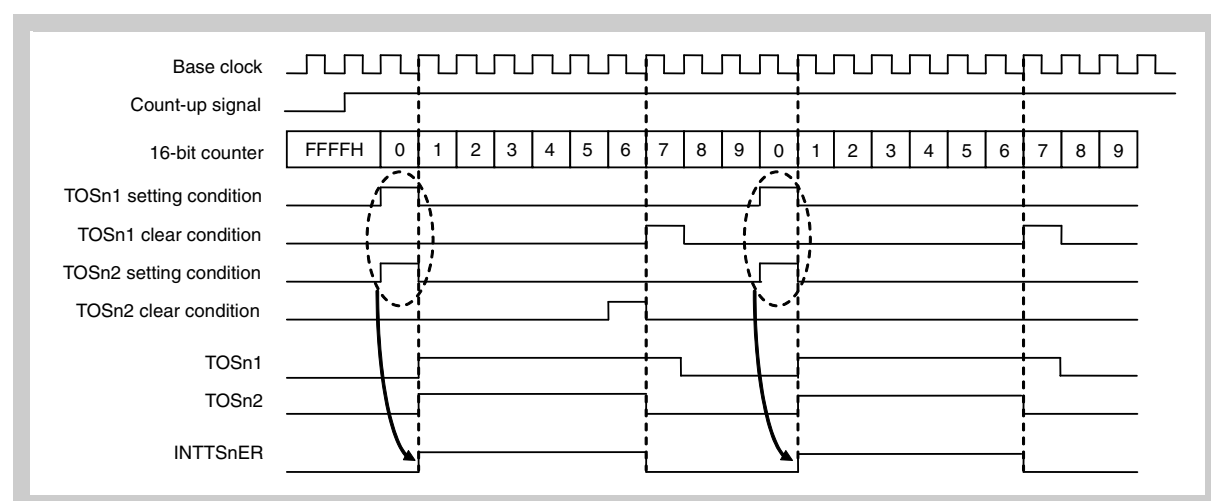 Base clock
Count-up signal
16-bit counter FFFFH 0 1 2 3 4 5 6 7 8 9 0 1 2 3 4 5 6 7 8 9
TOSn1 setting condition
TOSn1 clear condition
TOSn2 setting condition
TOSn2 clear condition
TOSn1
TOSn2
INTTSnER